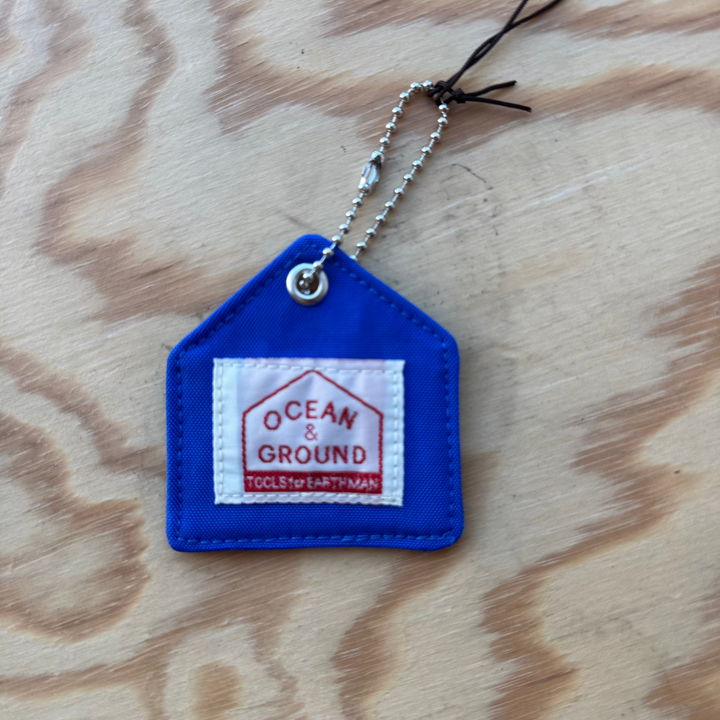 OCEAN
&
GROUND
TOOLS for EARTHMAN